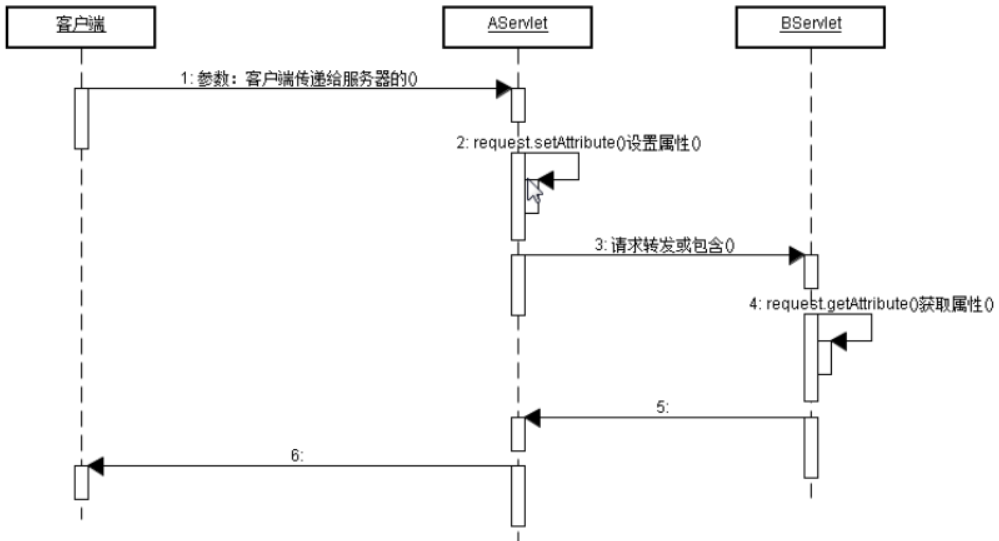 客户端
AServlet
BServlet
1: 参数：客户端传递给服务器的()
2: request.setAttribute()设置属性()
3: 请求转发或包含()
4: request.getAttribute()获取属性()
5:
6: